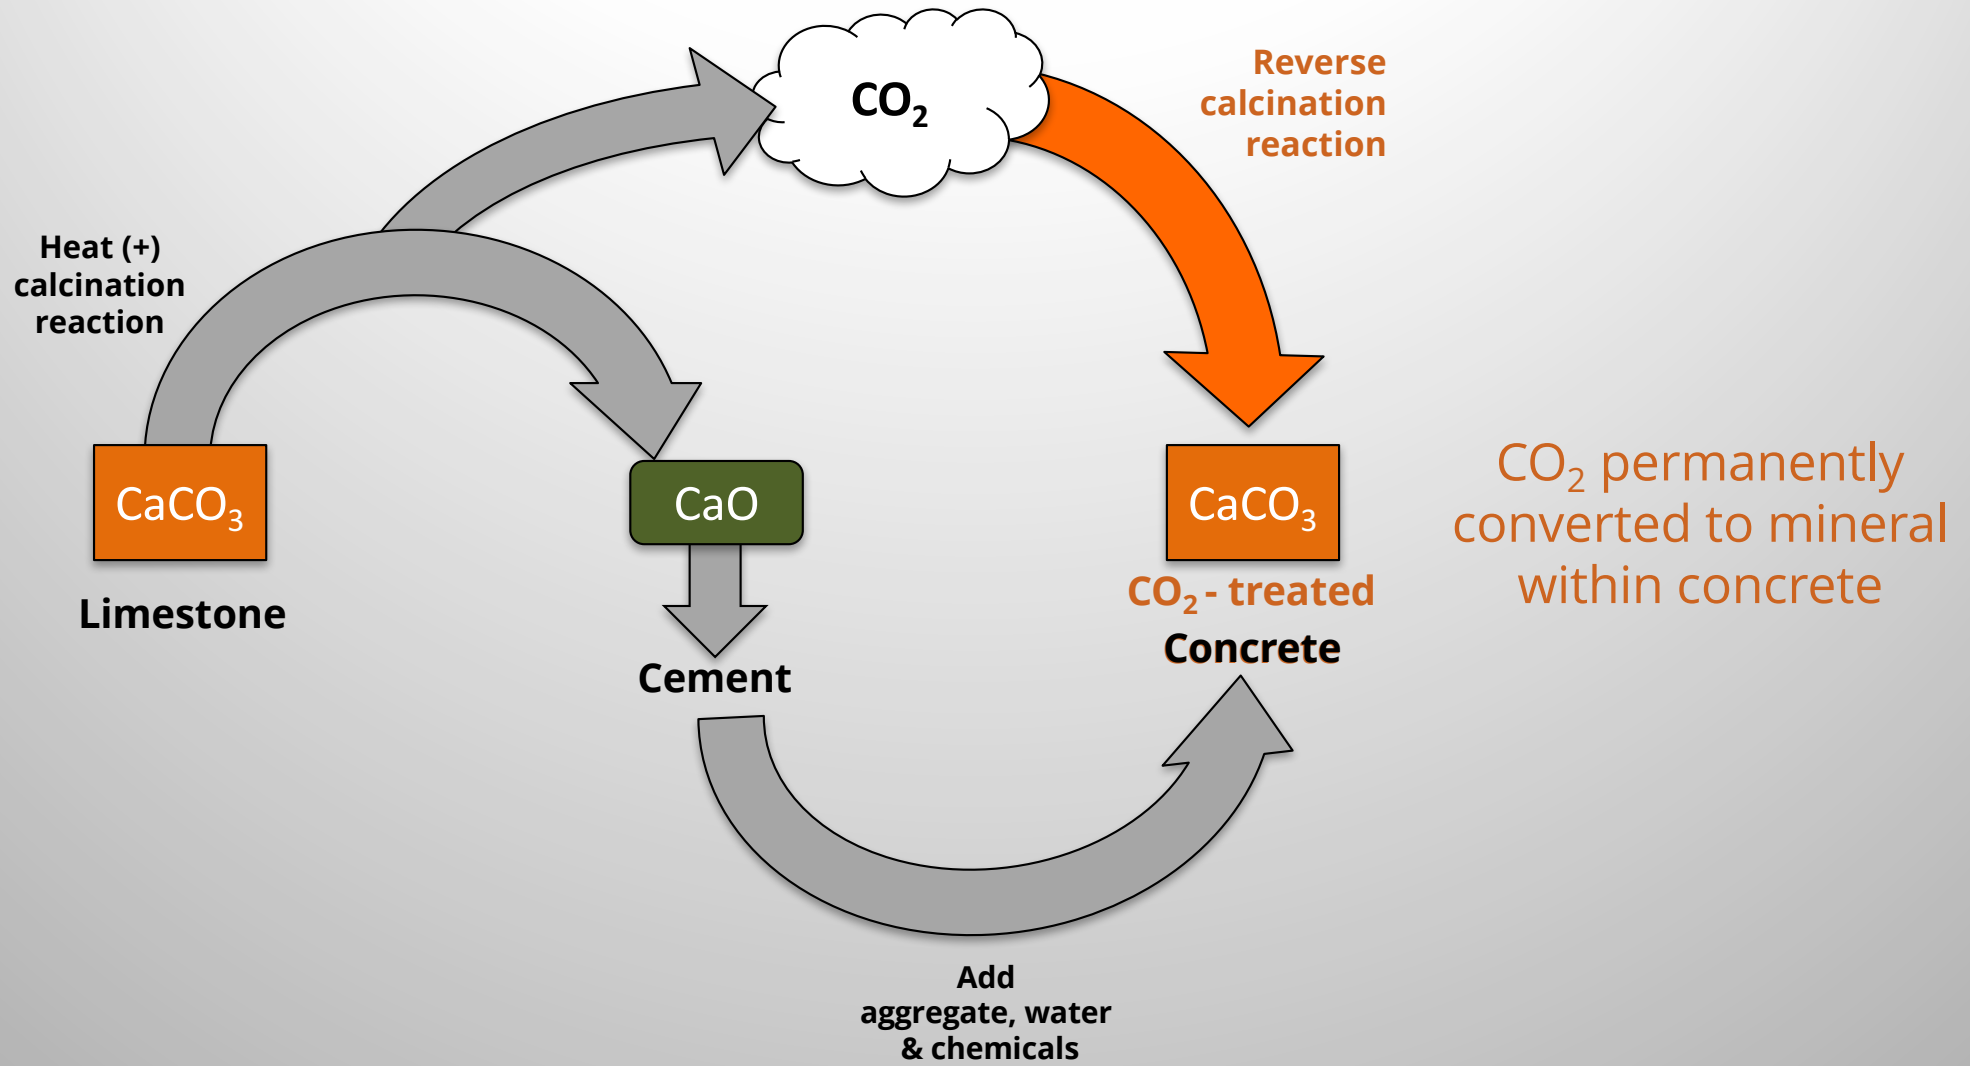 CO₂
Reverse
calcination
reaction
Heat (+)
calcination
reaction
CaCO₃
Limestone
CaO
Cement
CaCO₃
CO₂ - treated
Concrete
CO₂ permanently
converted to mineral
within concrete
Add
aggregate, water
& chemicals